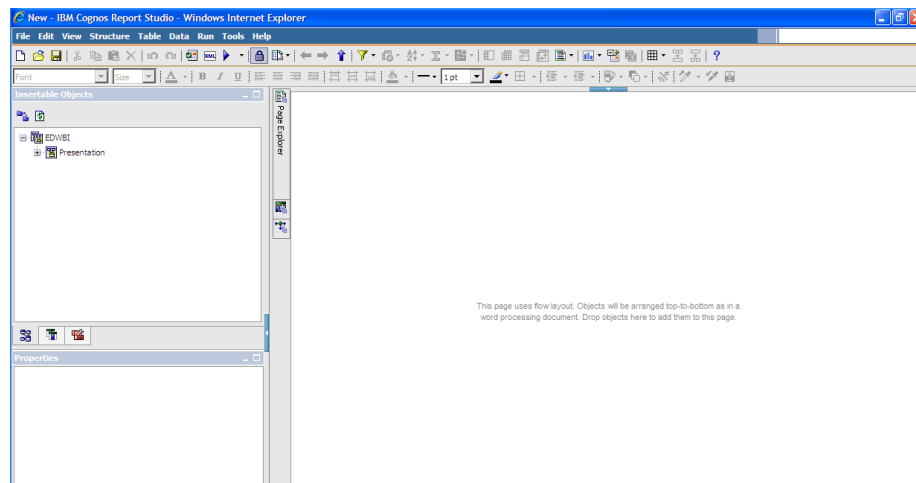 New - IBM Cognos Report Studio - Windows Internet Explorer
File Edit View Structure Table Data Run Tools Help
Font Size B I U 1 pt
Insertable Objects
EDWBI
Presentation
Page Explorer
This page uses flow layout. Objects will be arranged top-to-bottom as in a
word processing document. Drop objects here to add them to this page.
Properties